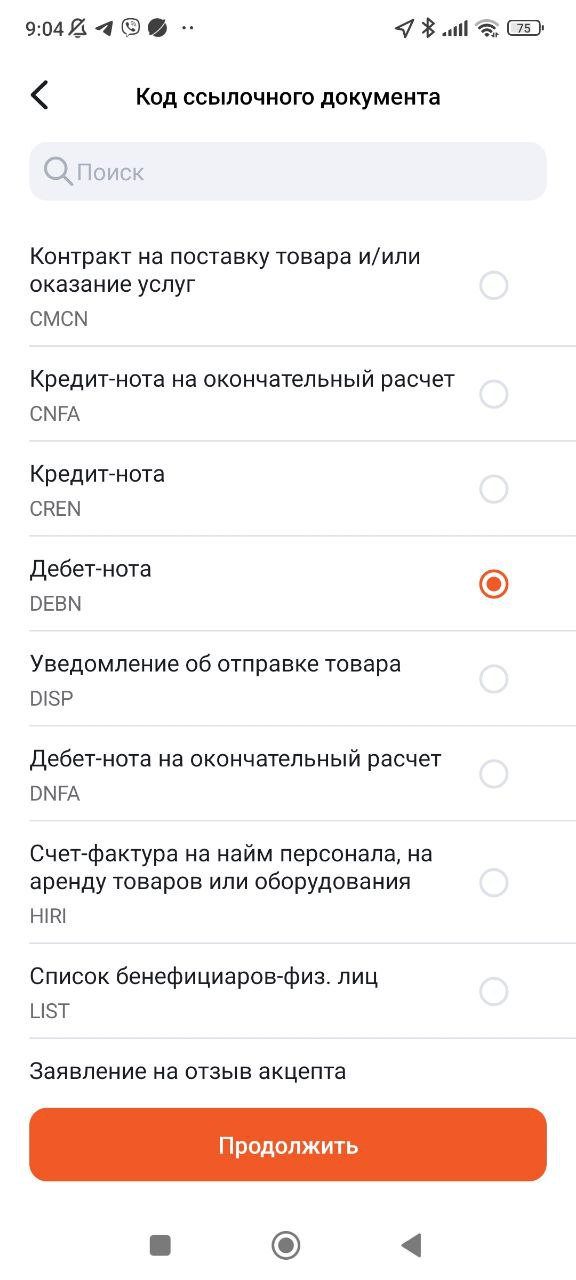 9:04
75
Код ссылочного документа
Поиск
Контракт на поставку товара и/или
оказание услуг
CMCN
Кредит-нота на окончательный расчет
CNFA
Кредит-нота
CREN
Дебет-нота
DEBN
Уведомление об отправке товара
DISP
Дебет-нота на окончательный расчет
DNFA
Счет-фактура на найм персонала, на
аренду товаров или оборудования
HIRI
Список бенефициаров-физ. лиц
LIST
Заявление на отзыв акцепта
Продолжить